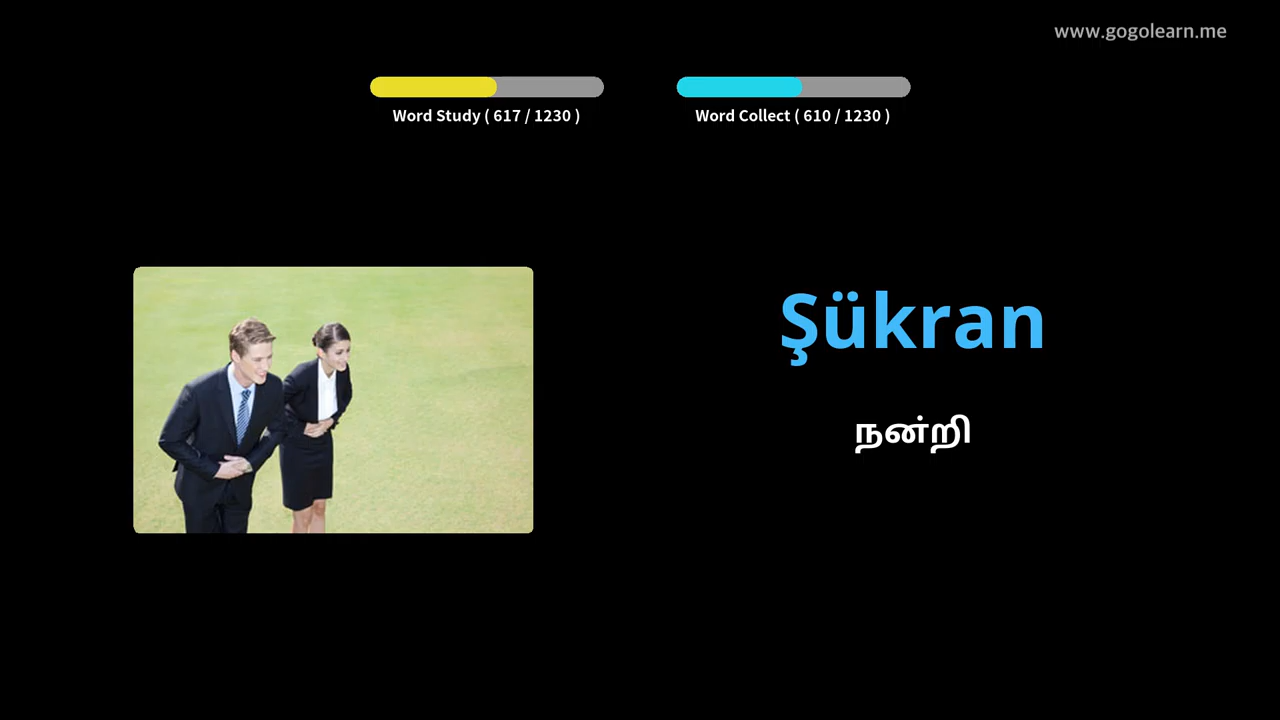 www.gogolearn.me
Word Study ( 617 / 1230 )
Word Collect ( 610 / 1230 )
Şükran
நன்றி